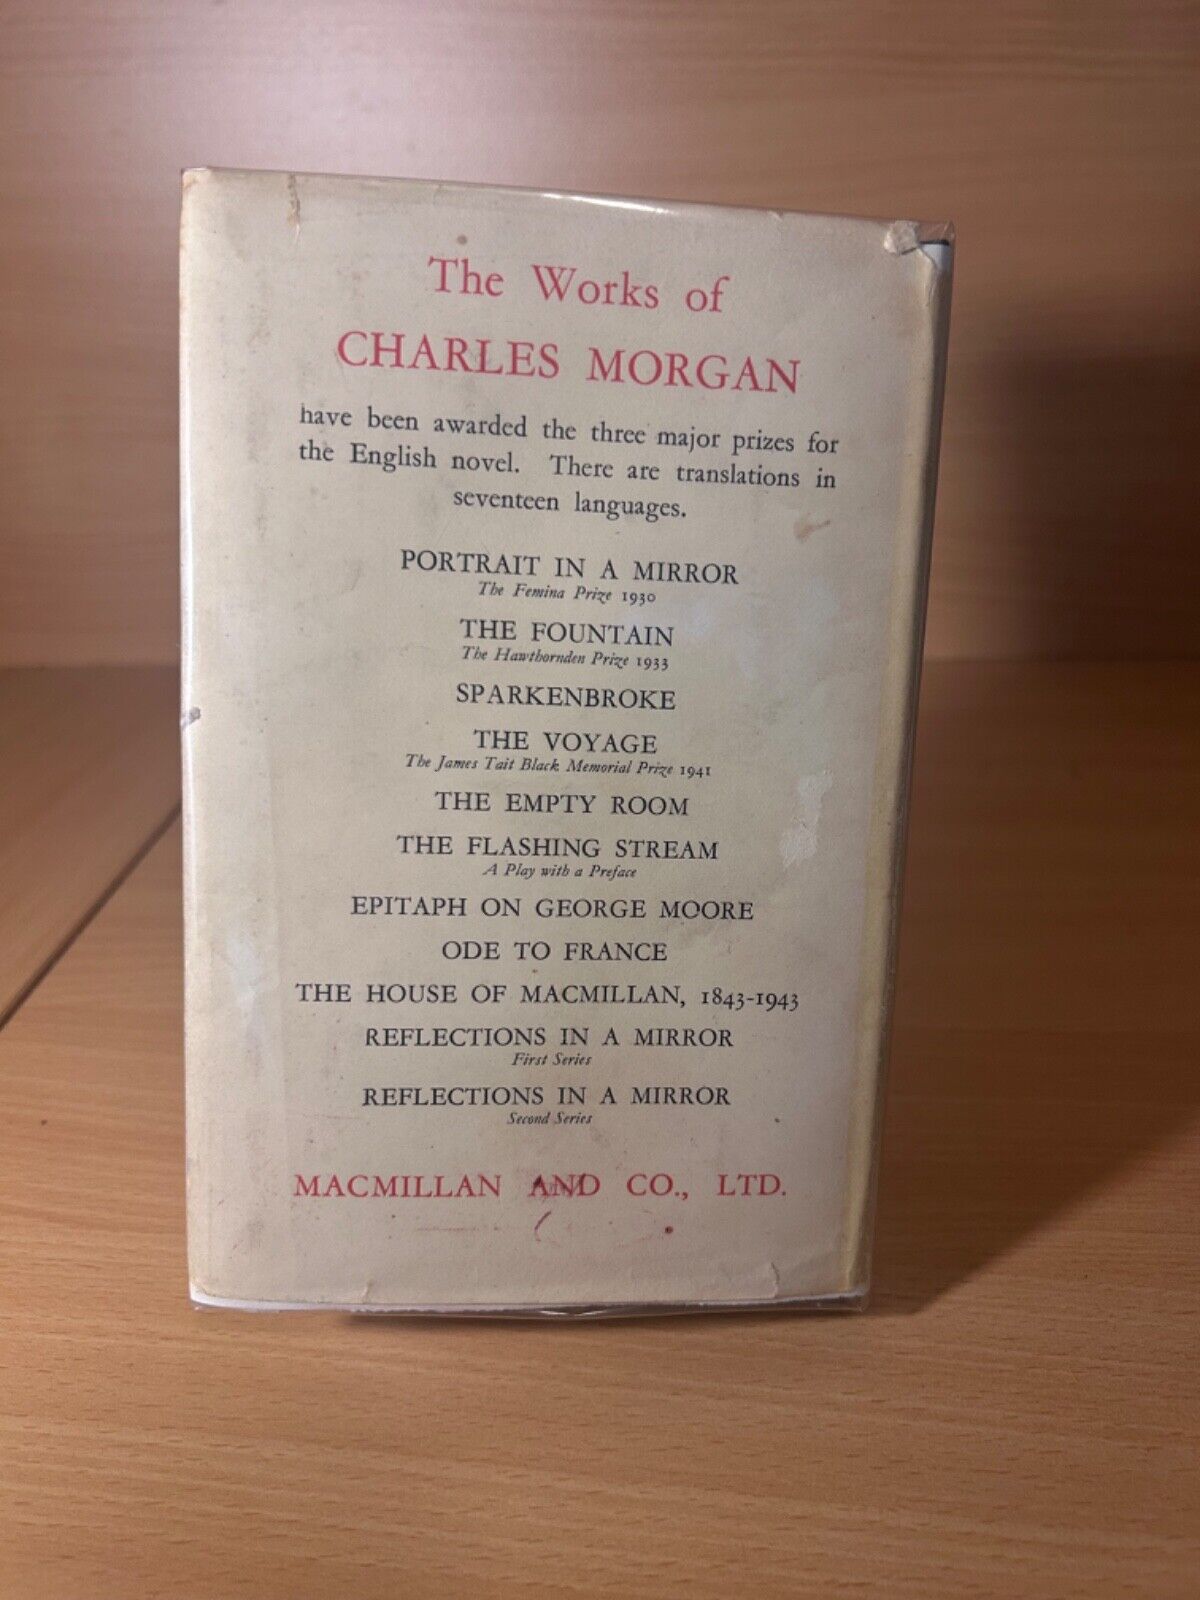 The Works of
CHARLES MORGAN
have been awarded the three major prizes for
the English novel. There are translations in
seventeen languages.
PORTRAIT IN A MIRROR
The Femina Prize 1930
THE FOUNTAIN
The Hawthornden Prize 1933
SPARKENBROKE
THE VOYAGE
The James Tait Black Memorial Prize 1941
THE EMPTY ROOM
THE FLASHING STREAM
A Play with a Preface
EPITAPH ON GEORGE MOORE
ODE TO FRANCE
THE HOUSE OF MACMILLAN, 1843-1943
REFLECTIONS IN A MIRROR
First Series
REFLECTIONS IN A MIRROR
Second Series
MACMILLAN AND CO., LTD.